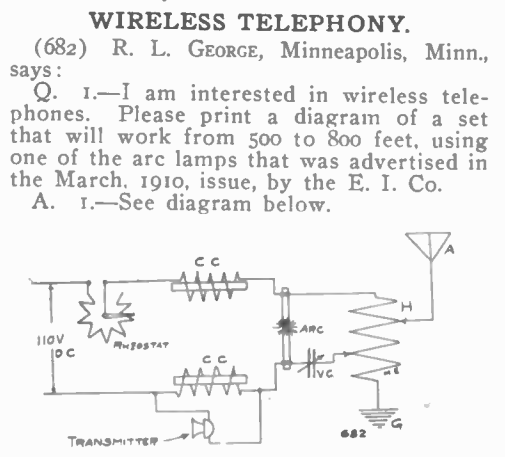 WIRELESS TELEPHONY.
(682) R. L. GEORGE, Minneapolis, Minn.,
says:
Q. 1.—I am interested in wireless tele-
phones. Please print a diagram of a set
that will work from 500 to 800 feet, using
one of the arc lamps that was advertised in
the March, 1910, issue, by the E. I. Co.
A. 1.—See diagram below.
CC
A
H
110V
DC
RHEOSTAT
ARC
CC
VC
TRANSMITTER
682
G